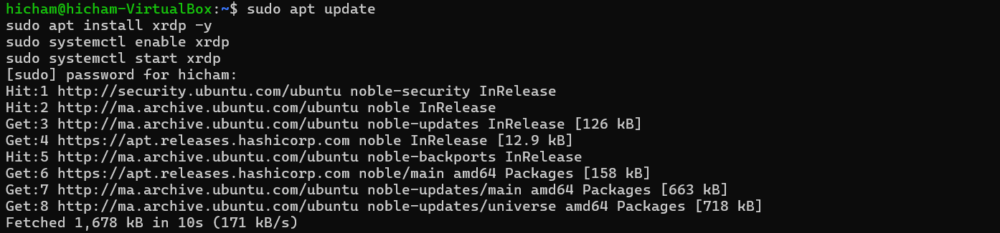 hicham@hicham-VirtualBox:~$ sudo apt update
sudo apt install xrdp -y
sudo systemctl enable xrdp
sudo systemctl start xrdp
[sudo] password for hicham:
Hit:1 http://security.ubuntu.com/ubuntu noble-security InRelease
Hit:2 http://ma.archive.ubuntu.com/ubuntu noble InRelease
Get:3 http://ma.archive.ubuntu.com/ubuntu noble-updates InRelease [126 kB]
Get:4 https://apt.releases.hashicorp.com noble InRelease [12.9 kB]
Hit:5 http://ma.archive.ubuntu.com/ubuntu noble-backports InRelease
Get:6 https://apt.releases.hashicorp.com noble/main amd64 Packages [158 kB]
Get:7 http://ma.archive.ubuntu.com/ubuntu noble-updates/main amd64 Packages [663 kB]
Get:8 http://ma.archive.ubuntu.com/ubuntu noble-updates/universe amd64 Packages [718 kB]
Fetched 1,678 kB in 10s (171 kB/s)